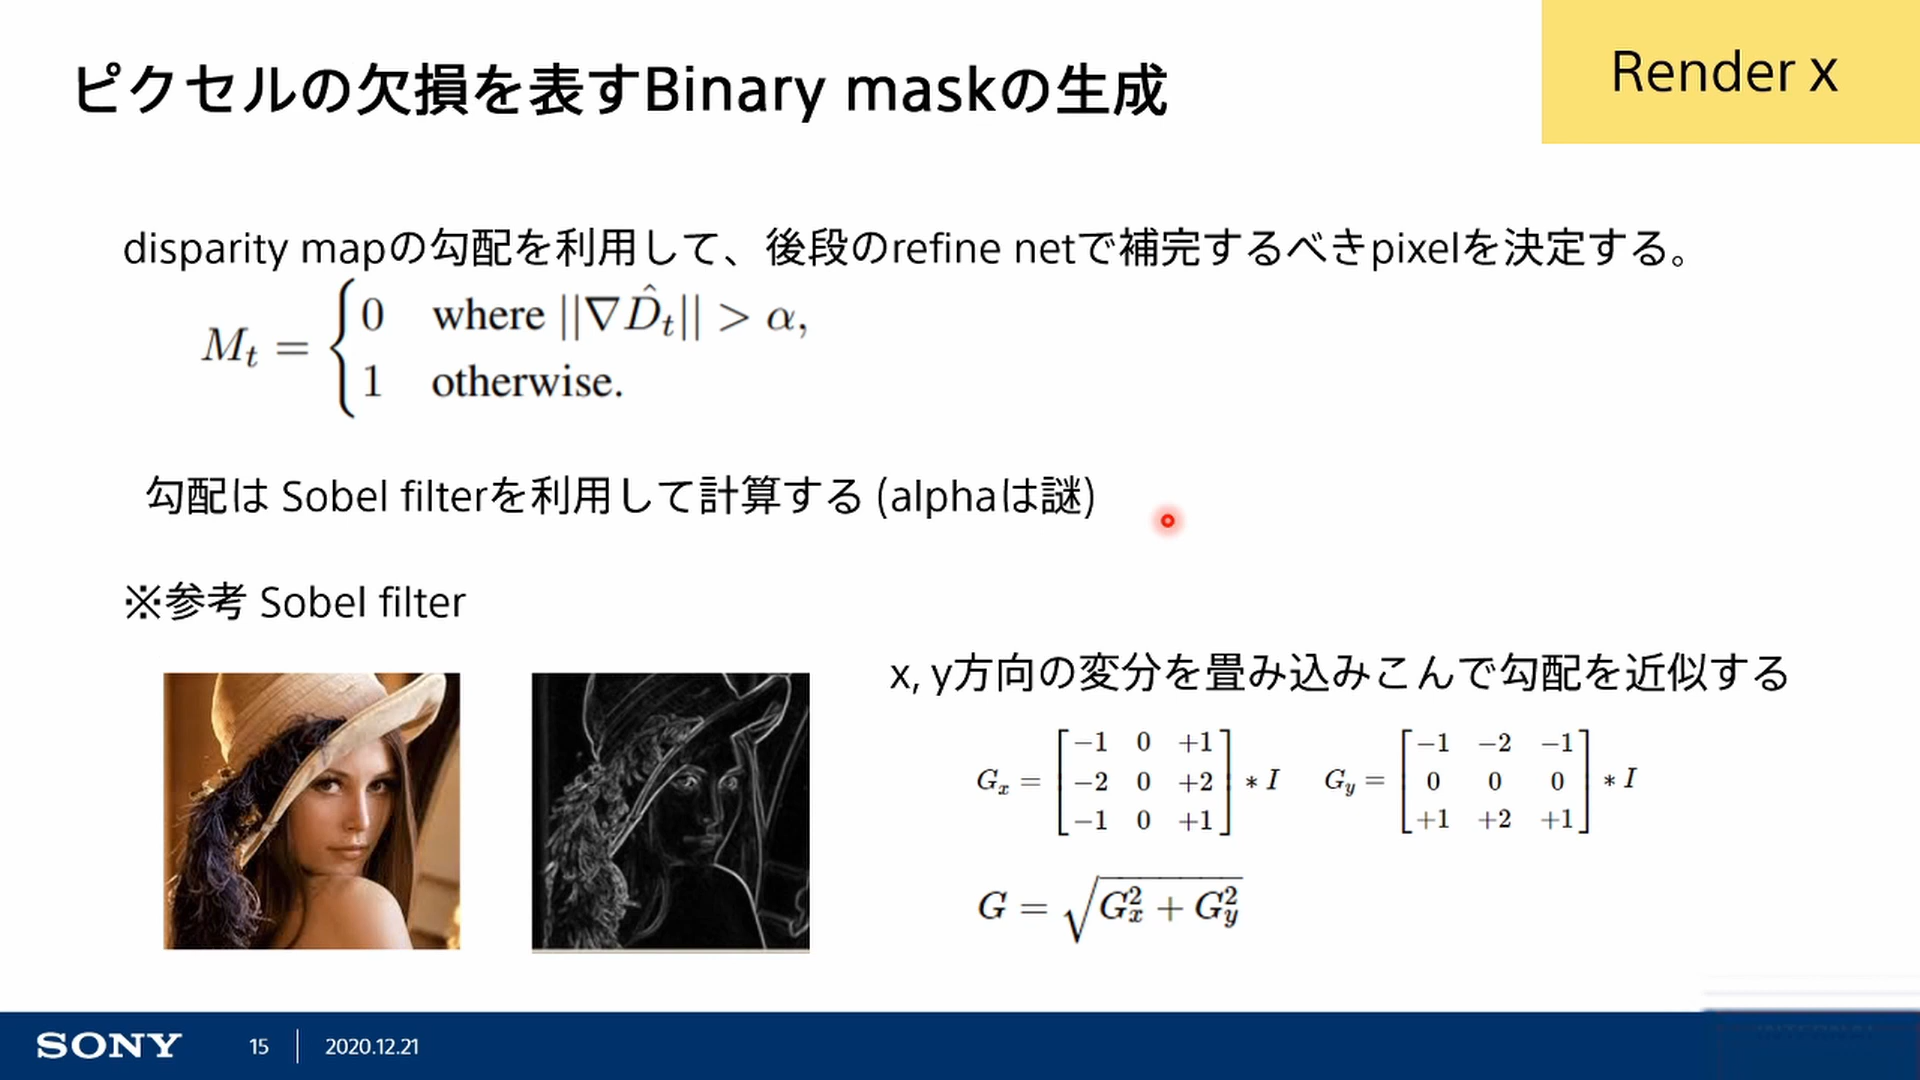 ピクセルの欠損を表すBinary maskの生成
Render x
disparity mapの勾配を利用して、後段のrefine netで補完するべきpixelを決定する。
M_t = { 0 where ||∇D̂_t|| > α,
1 otherwise.
勾配は Sobel filterを利用して計算する (alphaは謎)
※参考 Sobel filter
x, y方向の変分を畳み込みこんで勾配を近似する
G_x = [ −1 0 +1 ; −2 0 +2 ; −1 0 +1 ] * I G_y = [ −1 −2 −1 ; 0 0 0 ; +1 +2 +1 ] * I
G = √(G_x^2 + G_y^2)
SONY 15 2020.12.21